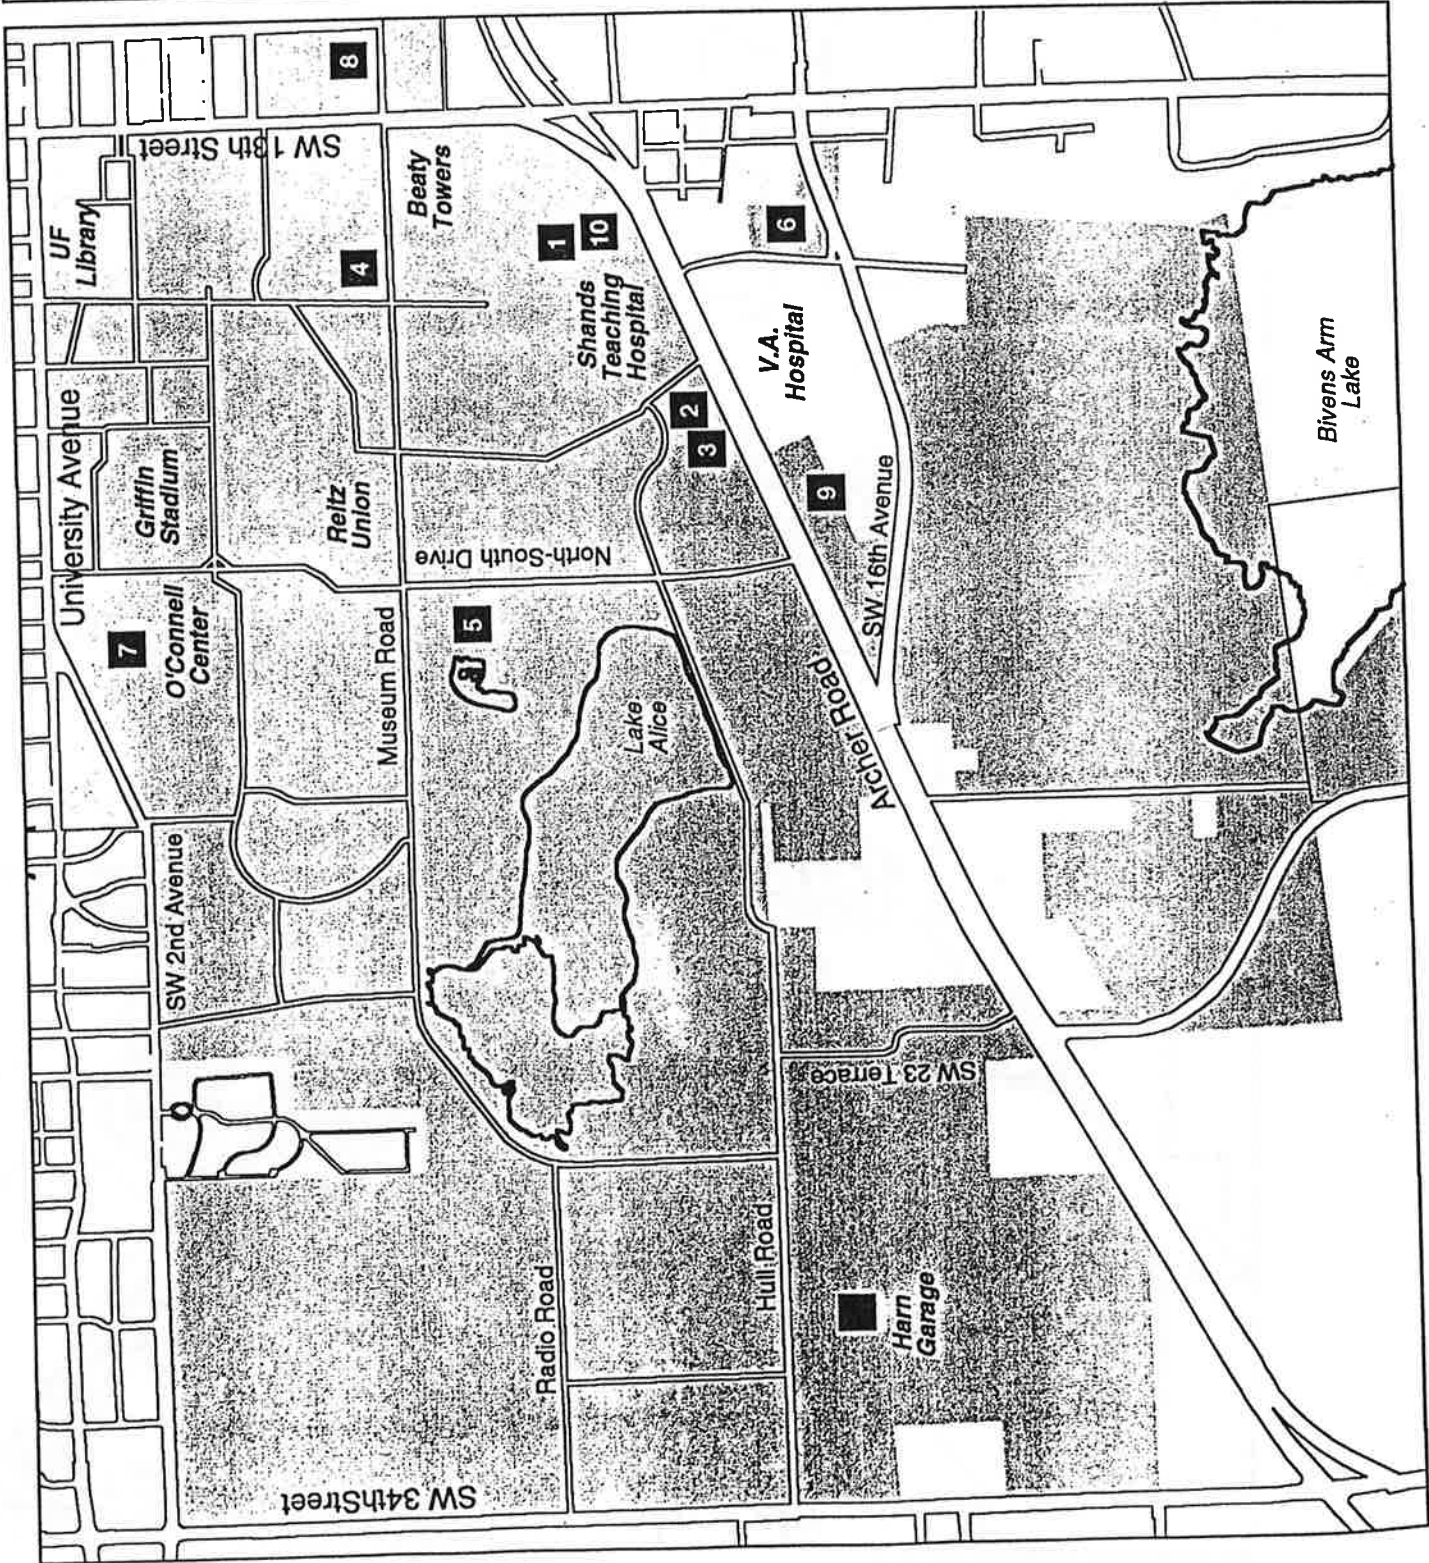 University Avenue
UF
Library
SW 13th Street
8
Griffin
Stadium
7
O'Connell
Center
SW 2nd Avenue
4
Beaty
Towers
Reitz
Union
Museum Road
1
10
Shands
Teaching
Hospital
North-South Drive
5
2
3
Lake
Alice
6
V.A.
Hospital
9
SW 16th Avenue
Archer Road
Bivens Arm
Lake
SW 23 Terrace
Radio Road
Hull Road
Harn
Garage
SW 34thStreet